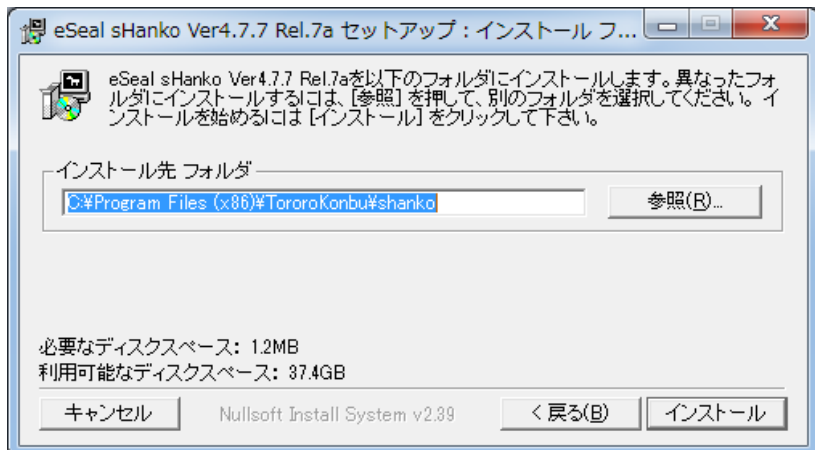 eSeal sHanko Ver4.7.7 Rel.7a セットアップ：インストール フ...
eSeal sHanko Ver4.7.7 Rel.7aを以下のフォルダにインストールします。異なったフォ
ルダにインストールするには、[参照] を押して、別のフォルダを選択してください。イ
ンストールを始めるには [インストール] をクリックして下さい。
インストール先 フォルダ
C:¥Program Files (x86)¥TororoKonbu¥shanko
参照(R)...
必要なディスクスペース: 1.2MB
利用可能なディスクスペース: 37.4GB
キャンセル
Nullsoft Install System v2.39
< 戻る(B)
インストール